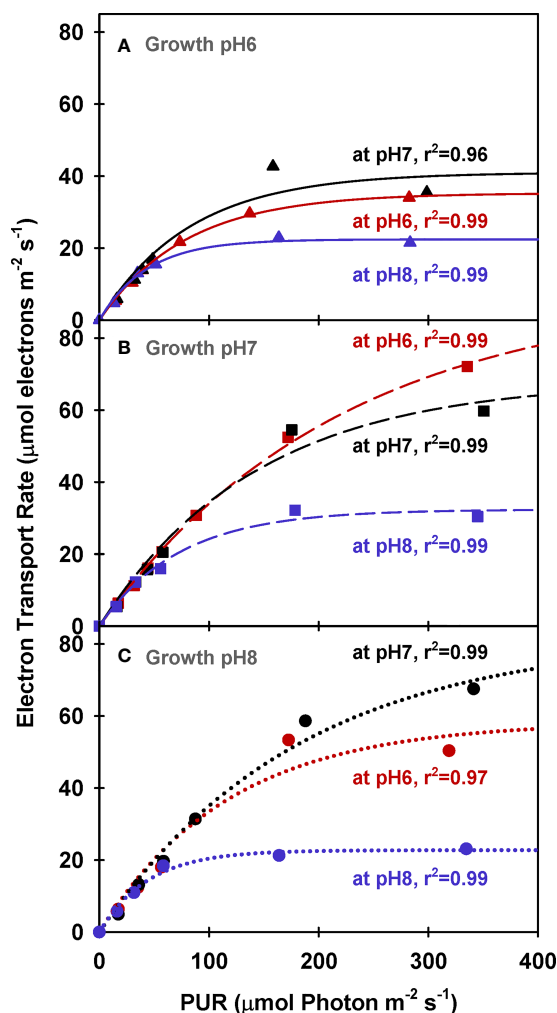 Electron Transport Rate (µmol electrons m⁻² s⁻¹)
A Growth pH6
80
60
40
20
0
at pH7, r²=0.96
at pH6, r²=0.99
at pH8, r²=0.99
B Growth pH7
80
60
40
20
0
at pH6, r²=0.99
at pH7, r²=0.99
at pH8, r²=0.99
C Growth pH8
80
60
40
20
0
at pH7, r²=0.99
at pH6, r²=0.97
at pH8, r²=0.99
0 100 200 300 400
PUR (µmol Photon m⁻² s⁻¹)